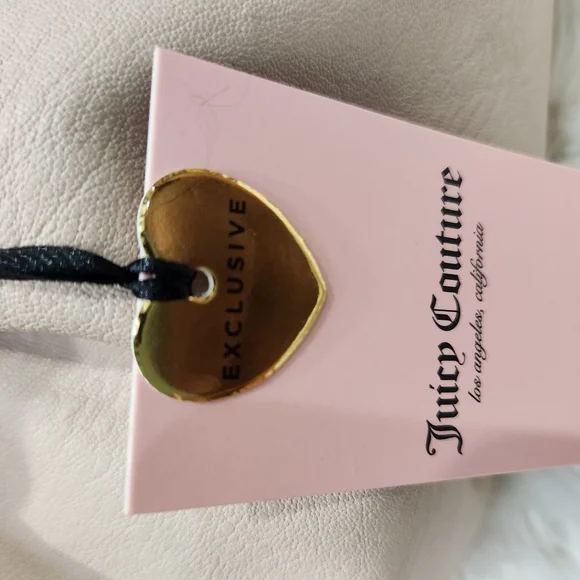 EXCLUSIVE
Juicy Couture
los angeles, california